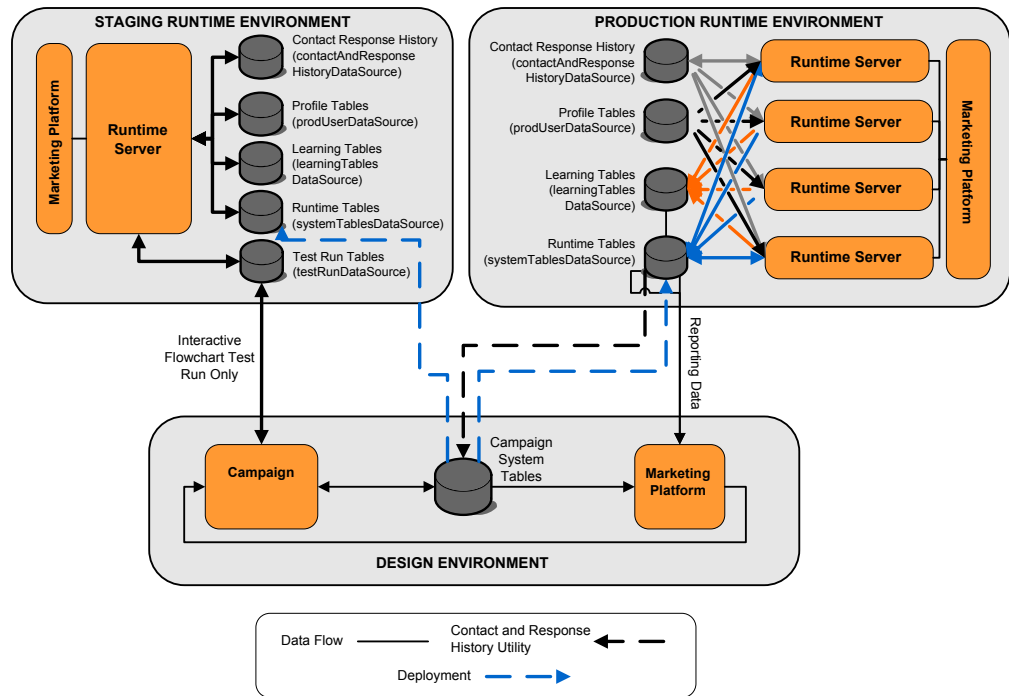 STAGING RUNTIME ENVIRONMENT
Marketing Platform
Runtime
Server
Contact Response History
(contactAndResponse
HistoryDataSource)
Profile Tables
(prodUserDataSource)
Learning Tables
(learningTables
DataSource)
Runtime Tables
(systemTablesDataSource)
Test Run Tables
(testRunDataSource)
PRODUCTION RUNTIME ENVIRONMENT
Contact Response History
(contactAndResponse
HistoryDataSource)
Profile Tables
(prodUserDataSource)
Learning Tables
(learningTables
DataSource)
Runtime Tables
(systemTablesDataSource)
Runtime Server
Runtime Server
Runtime Server
Runtime Server
Marketing Platform
Interactive
Flowchart Test
Run Only
Reporting Data
Campaign
Campaign
System
Tables
Marketing
Platform
DESIGN ENVIRONMENT
Data Flow
Contact and Response
History Utility
Deployment